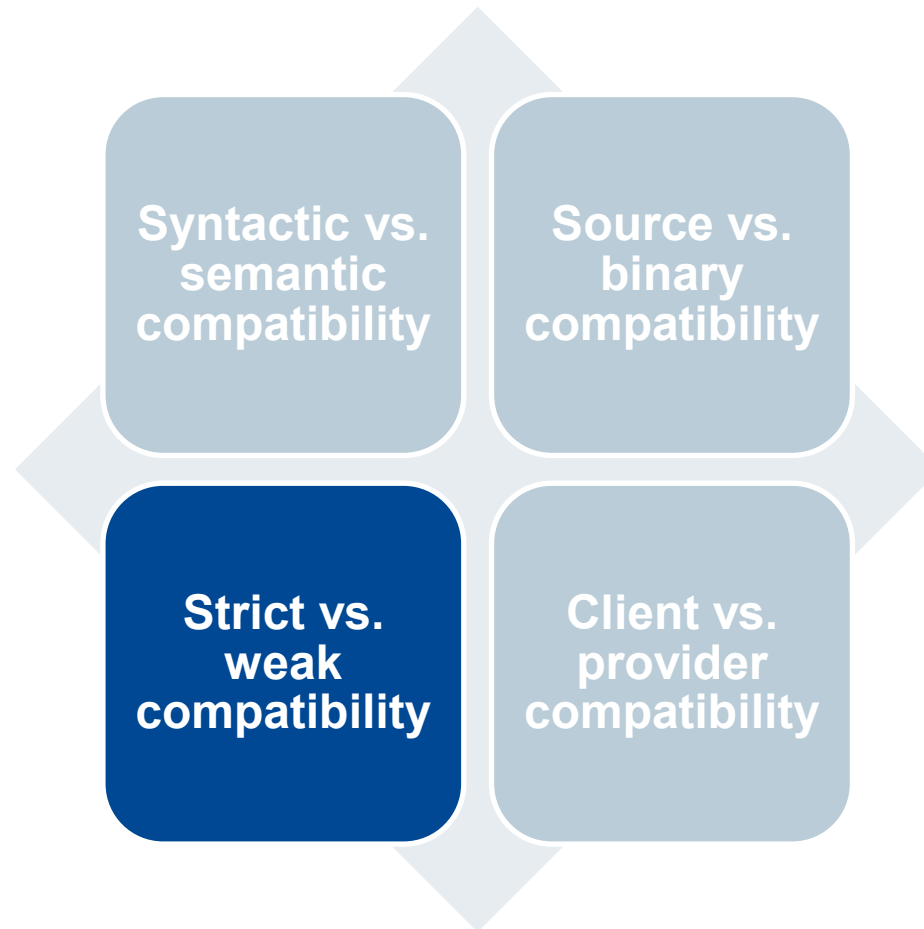 Syntactic vs.
semantic
compatibility
Source vs.
binary
compatibility
Strict vs.
weak
compatibility
Client vs.
provider
compatibility